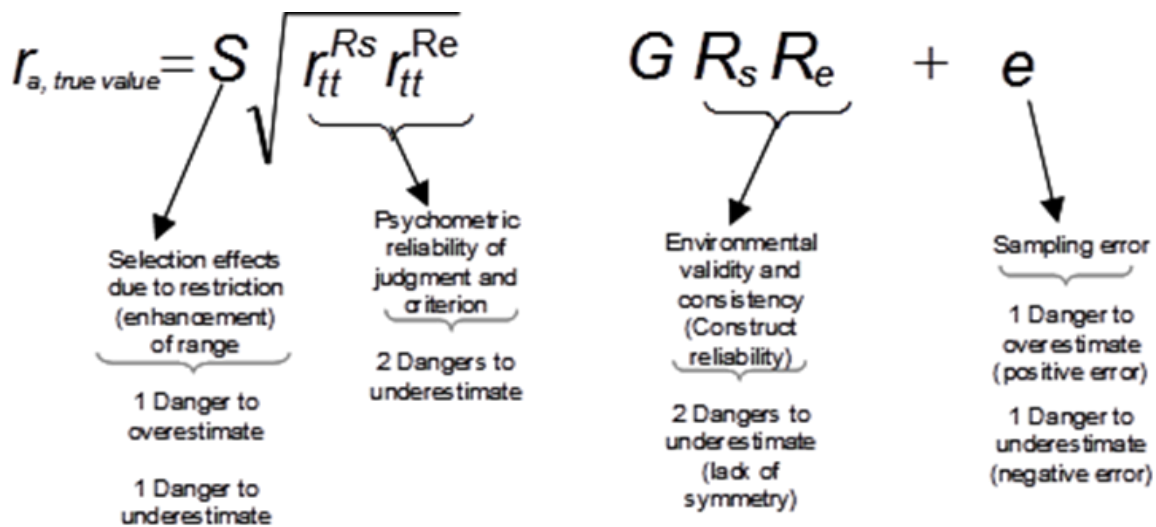 r a, true value = S √ r tt Rs r tt Re G R s R e + e
Selection effects
due to restriction
(enhancement)
of range
1 Danger to
overestimate
1 Danger to
underestimate
Psychometric
reliability of
judgment and
criterion
2 Dangers to
underestimate
Environmental
validity and
consistency
(Construct
reliability)
2 Dangers to
underestimate
(lack of
symmetry)
Sampling error
1 Danger to
overestimate
(positive error)
1 Danger to
underestimate
(negative error)